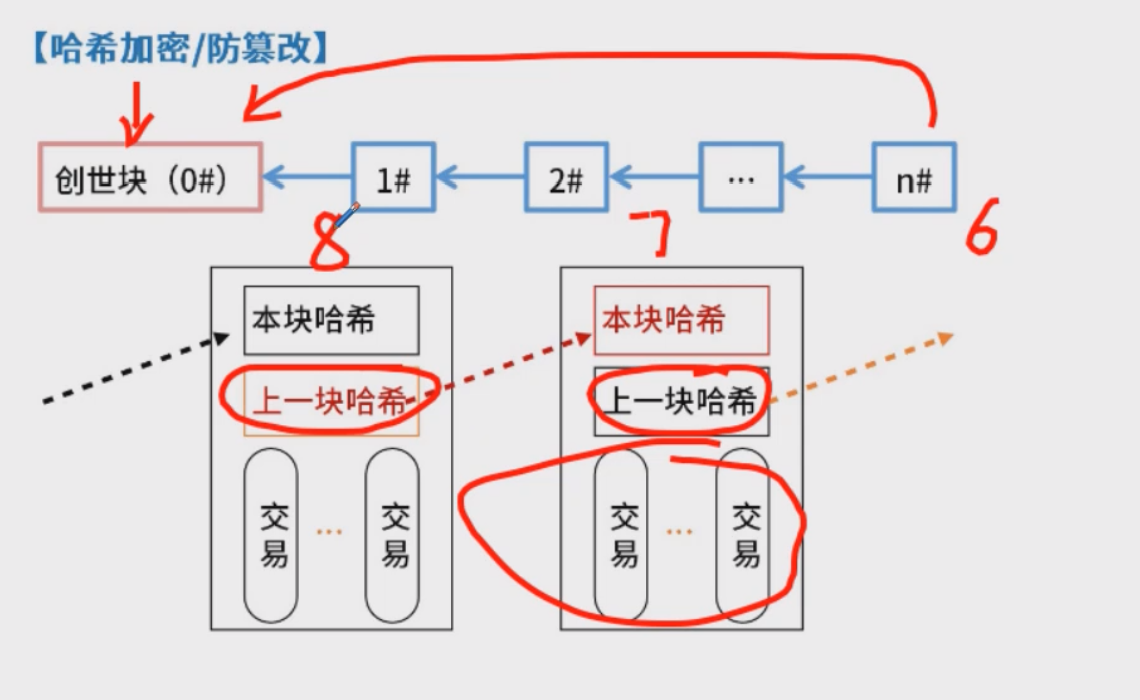 【哈希加密/防篡改】
创世块（0#） 1# 2# ... n#
8 7 6
本块哈希 本块哈希
上一块哈希 上一块哈希
交易 ... 交易 交易 ... 交易